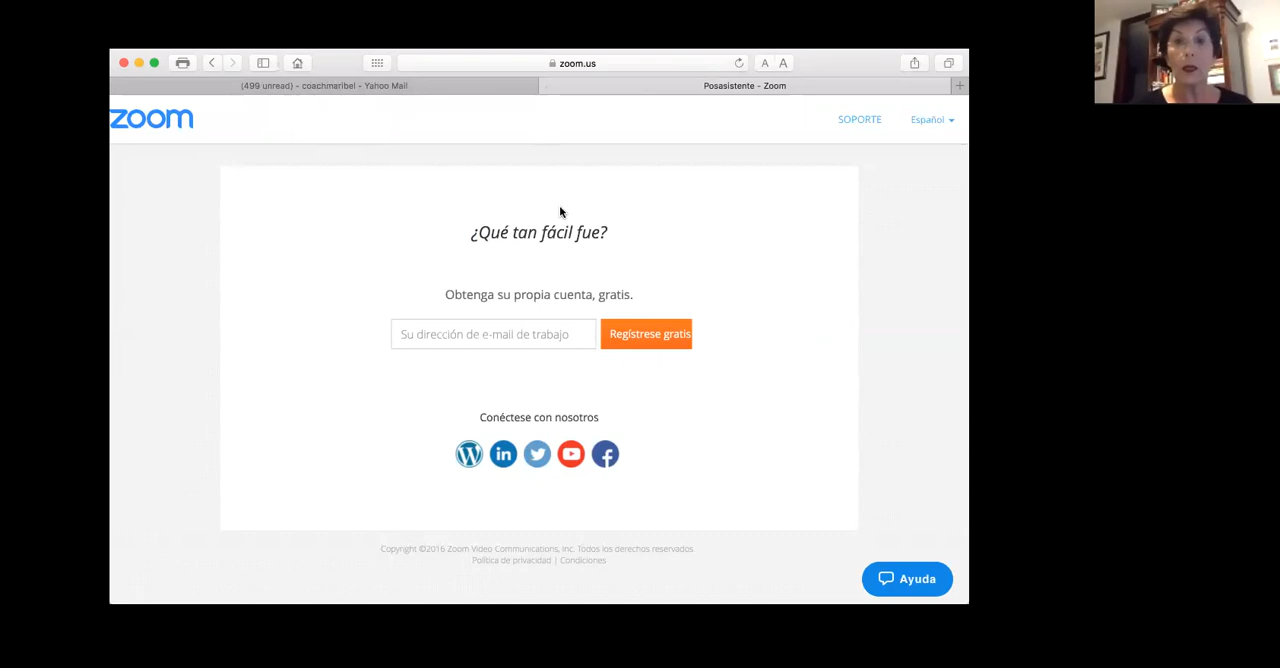 zoom.us
A A
(499 unread) - coachmaribel - Yahoo Mail
Posasistente - Zoom
zoom
SOPORTE
Español
¿Qué tan fácil fue?
Obtenga su propia cuenta, gratis.
Su dirección de e-mail de trabajo
Regístrese gratis
Conéctese con nosotros
Copyright ©2016 Zoom Video Communications, Inc. Todos los derechos reservados.
Política de privacidad | Condiciones
Ayuda